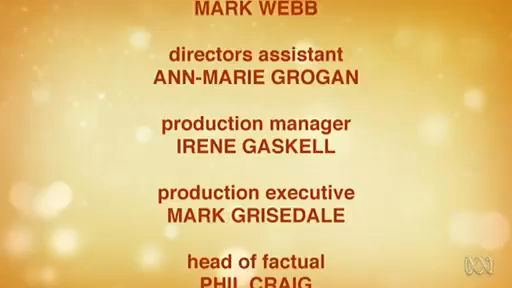 MARK WEBB
directors assistant
ANN-MARIE GROGAN
production manager
IRENE GASKELL
production executive
MARK GRISEDALE
head of factual
PHIL CRAIG